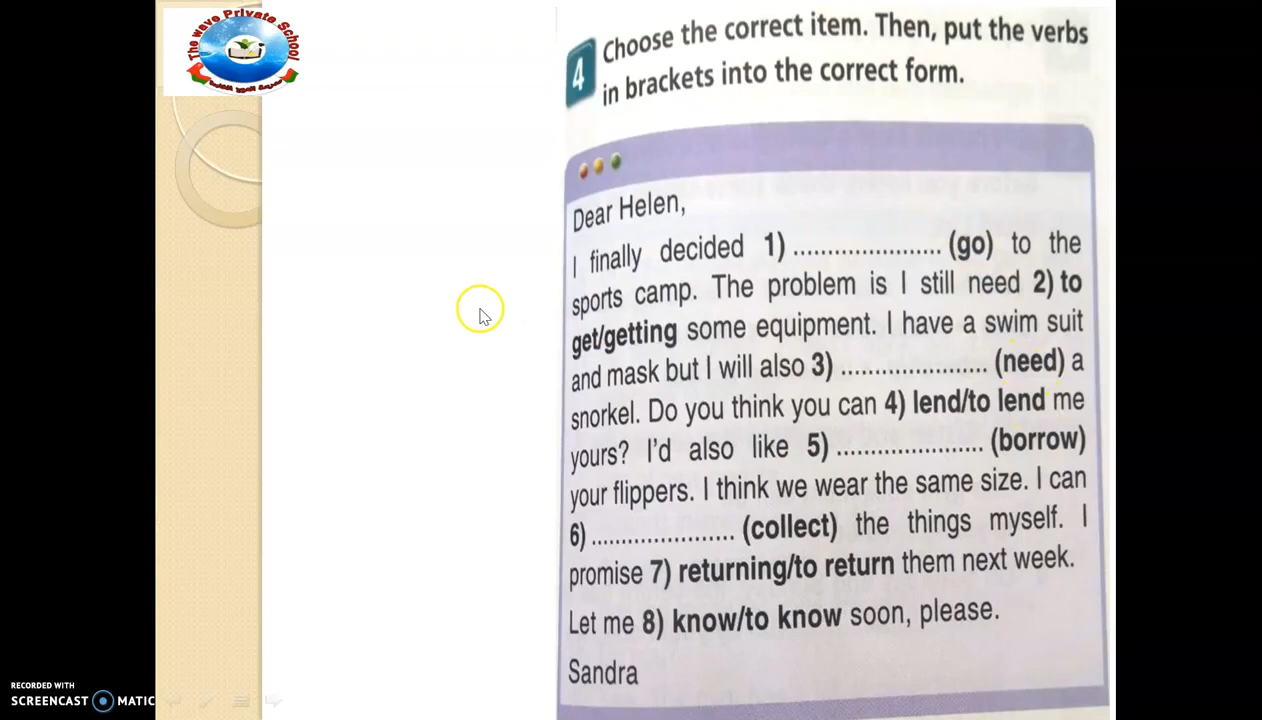 The wave Private School
4 Choose the correct item. Then, put the verbs
in brackets into the correct form.
Dear Helen,
I finally decided 1) ...................... (go) to the
sports camp. The problem is I still need 2) to
get/getting some equipment. I have a swim suit
and mask but I will also 3) ...................... (need) a
snorkel. Do you think you can 4) lend/to lend me
yours? I'd also like 5) ...................... (borrow)
your flippers. I think we wear the same size. I can
6) ...................... (collect) the things myself. I
promise 7) returning/to return them next week.
Let me 8) know/to know soon, please.
Sandra
RECORDED WITH
SCREENCAST MATIC